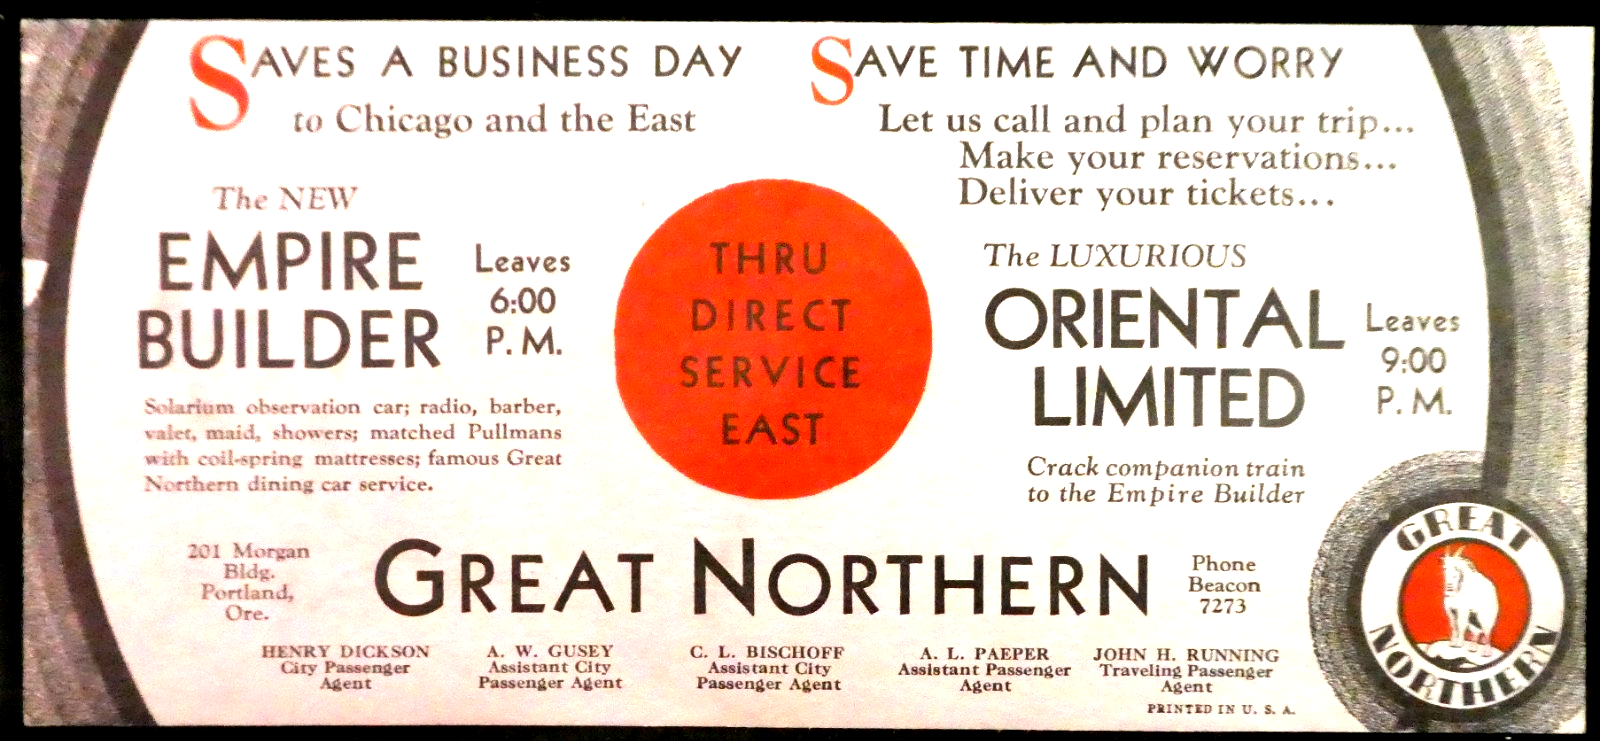 SAVES A BUSINESS DAY
to Chicago and the East
The NEW
EMPIRE
BUILDER
Leaves
6:00
P. M.
Solarium observation car; radio, barber,
valet, maid, showers; matched Pullmans
with coil-spring mattresses; famous Great
Northern dining car service.
THRU
DIRECT
SERVICE
EAST
SAVE TIME AND WORRY
Let us call and plan your trip...
Make your reservations...
Deliver your tickets...
The LUXURIOUS
ORIENTAL
LIMITED
Leaves
9:00
P. M.
Crack companion train
to the Empire Builder
201 Morgan
Bldg.
Portland,
Ore.
GREAT NORTHERN
Phone
Beacon
7273
HENRY DICKSON
City Passenger
Agent
A. W. GUSEY
Assistant City
Passenger Agent
C. L. BISCHOFF
Assistant City
Passenger Agent
A. L. PAEPER
Assistant Passenger
Agent
JOHN H. RUNNING
Traveling Passenger
Agent
PRINTED IN U. S. A.
GREAT
NORTHERN